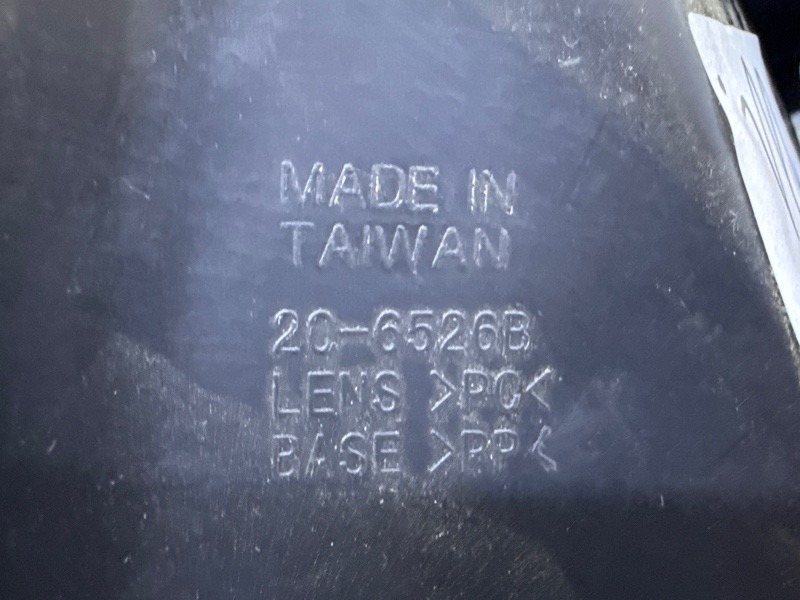 MADE IN
TAIWAN
20-6526B
LENS >PC<
BASE >PP<